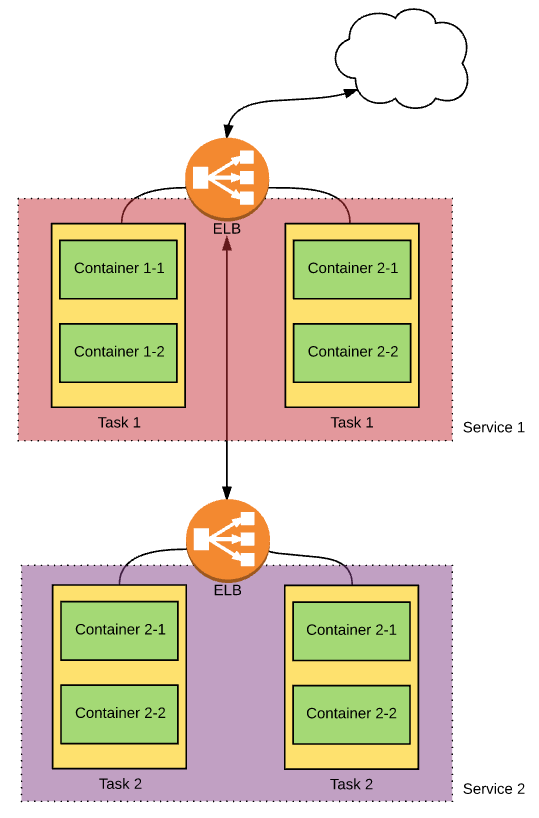 ELB
Container 1-1
Container 2-1
Container 1-2
Container 2-2
Task 1
Task 1
Service 1
ELB
Container 2-1
Container 2-1
Container 2-2
Container 2-2
Task 2
Task 2
Service 2